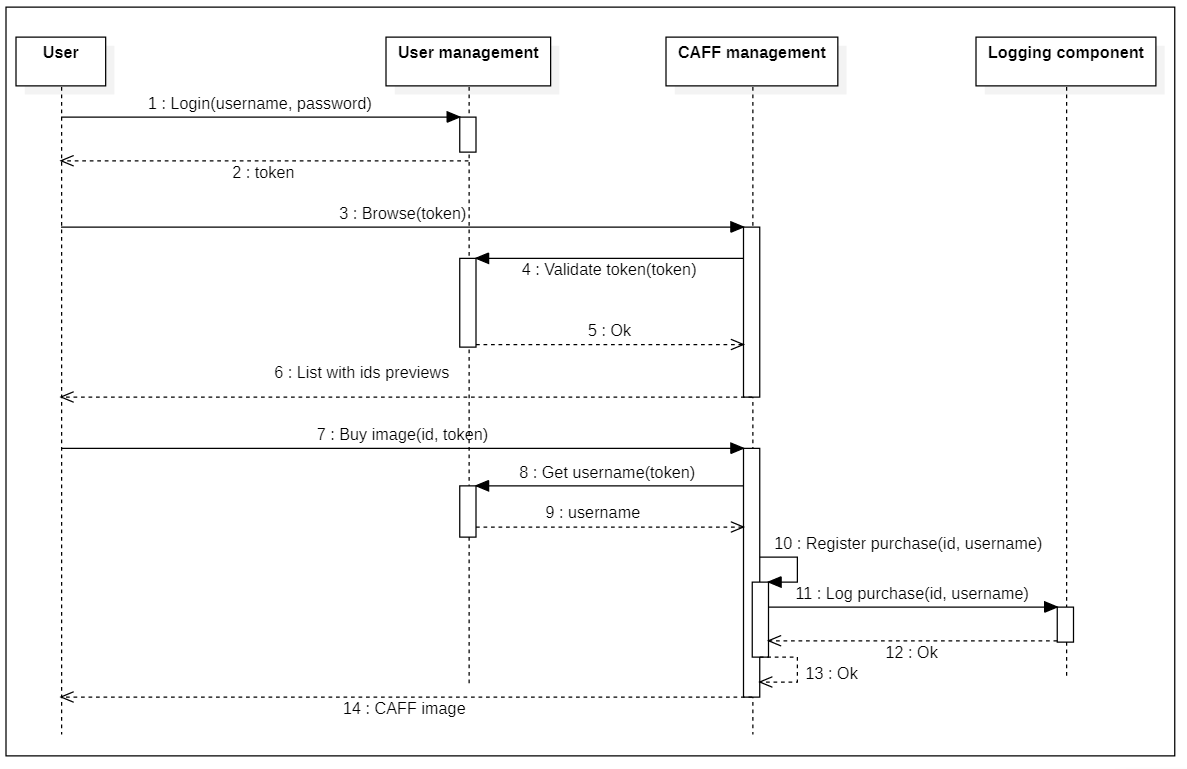 User
User management
CAFF management
Logging component
1 : Login(username, password)
2 : token
3 : Browse(token)
4 : Validate token(token)
5 : Ok
6 : List with ids previews
7 : Buy image(id, token)
8 : Get username(token)
9 : username
10 : Register purchase(id, username)
11 : Log purchase(id, username)
12 : Ok
13 : Ok
14 : CAFF image